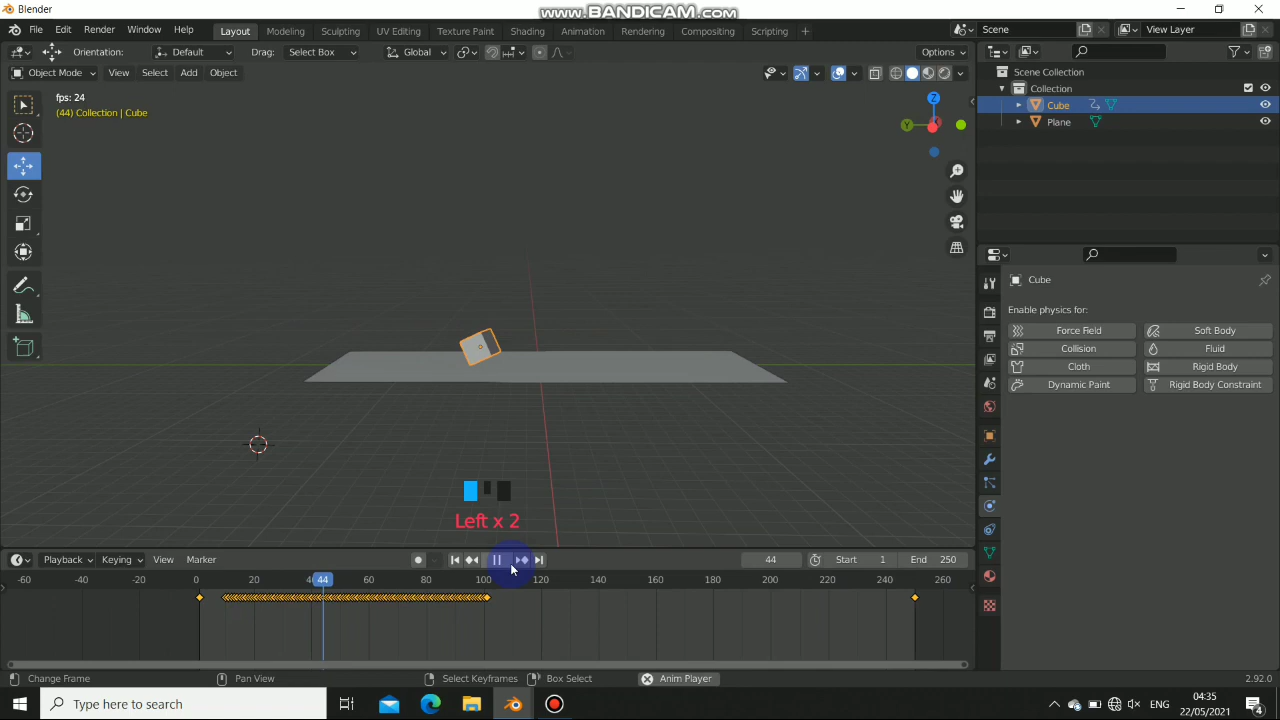 Blender
www.BANDICAM.com
File Edit Render Window Help
Layout Modeling Sculpting UV Editing Texture Paint Shading Animation Rendering Compositing Scripting +
Scene
View Layer
Orientation: Default Drag: Select Box Global Options
Object Mode View Select Add Object
fps: 24
(44) Collection | Cube
Z
Y
Scene Collection
Collection
Cube
Plane
Cube
Enable physics for:
Force Field Soft Body
Collision Fluid
Cloth Rigid Body
Dynamic Paint Rigid Body Constraint
Left x 2
Playback Keying View Marker 44 Start 1 End 250
-60 -40 -20 0 20 44 60 80 100 120 140 160 180 200 220 240 260
Change Frame Pan View Select Keyframes Box Select Anim Player 2.92.0
Type here to search
ENG
04:35
22/05/2021
4